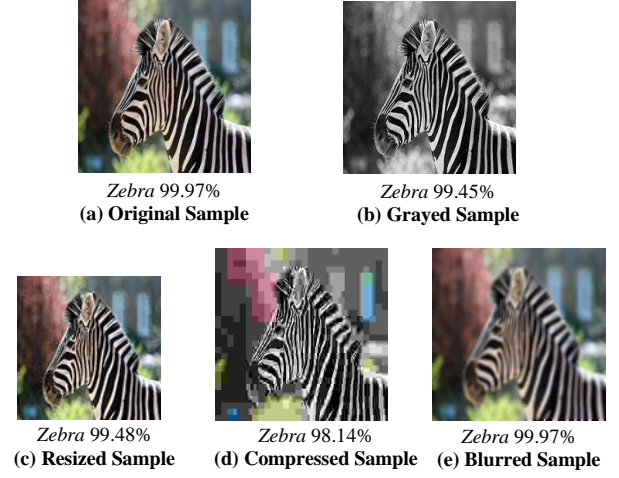 Zebra 99.97%
(a) Original Sample
Zebra 99.45%
(b) Grayed Sample
Zebra 99.48%
(c) Resized Sample
Zebra 98.14%
(d) Compressed Sample
Zebra 99.97%
(e) Blurred Sample